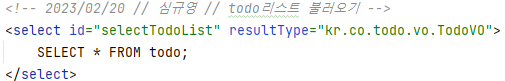 <!-- 2023/02/20 // 심규영 // todo리스트 불러오기 -->
<select id="selectTodoList" resultType="kr.co.todo.vo.TodoVO">
    SELECT * FROM todo;
</select>